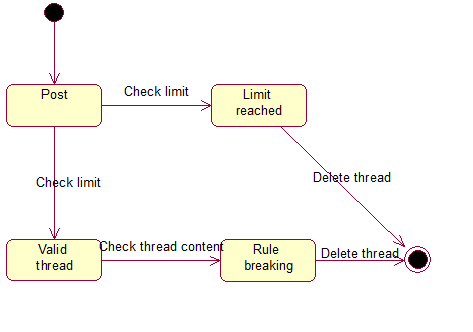 Post
Check limit
Limit
reached
Check limit
Delete thread
Valid
thread
Check thread content
Rule
breaking
Delete thread